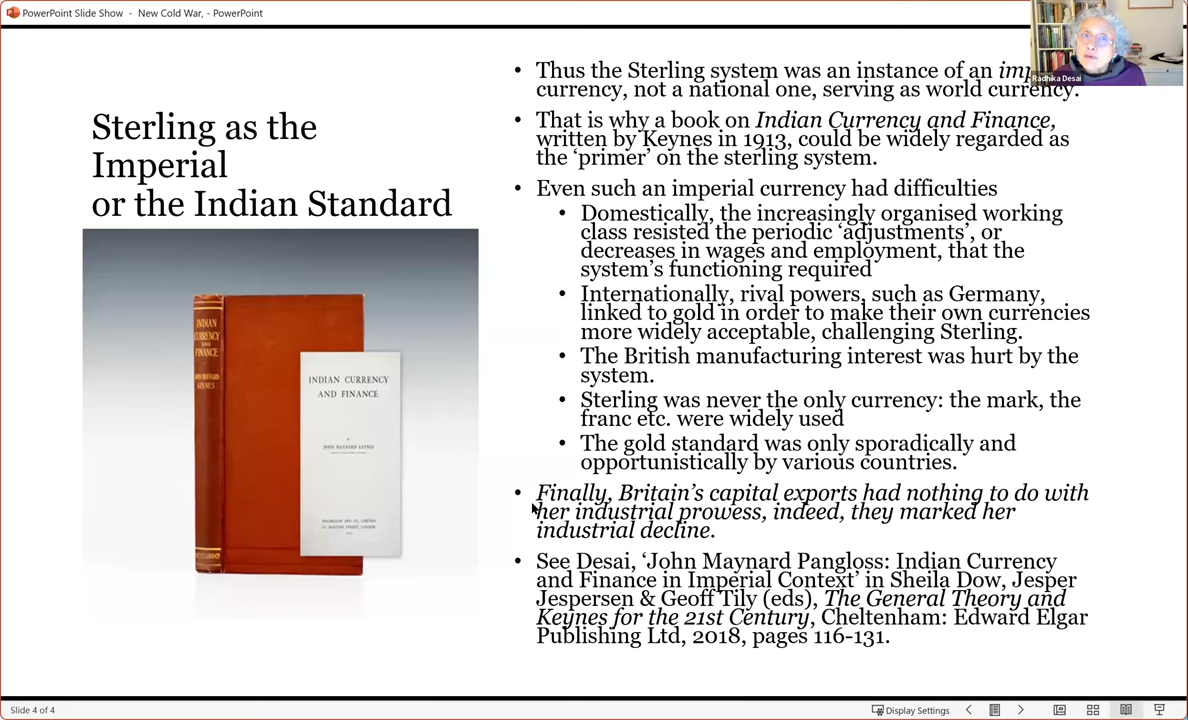 PowerPoint Slide Show - New Cold War, - PowerPoint
Radhika Desai
Sterling as the
Imperial
or the Indian Standard
INDIAN
CURRENCY
AND
FINANCE
JOHN MAYNARD
KEYNES
INDIAN CURRENCY
AND FINANCE
BY
JOHN MAYNARD KEYNES
MACMILLAN AND CO., LIMITED
ST. MARTIN'S STREET, LONDON
1913
• Thus the Sterling system was an instance of an
currency, not a national one, serving as world currency.
• That is why a book on Indian Currency and Finance,
written by Keynes in 1913, could be widely regarded as
the ‘primer’ on the sterling system.
• Even such an imperial currency had difficulties
• Domestically, the increasingly organised working
class resisted the periodic ‘adjustments’, or
decreases in wages and employment, that the
system’s functioning required
• Internationally, rival powers, such as Germany,
linked to gold in order to make their own currencies
more widely acceptable, challenging Sterling.
• The British manufacturing interest was hurt by the
system.
• Sterling was never the only currency: the mark, the
franc etc. were widely used
• The gold standard was only sporadically and
opportunistically by various countries.
• Finally, Britain’s capital exports had nothing to do with
her industrial prowess, indeed, they marked her
industrial decline.
• See Desai, ‘John Maynard Pangloss: Indian Currency
and Finance in Imperial Context’ in Sheila Dow, Jesper
Jespersen & Geoff Tily (eds), The General Theory and
Keynes for the 21st Century, Cheltenham: Edward Elgar
Publishing Ltd, 2018, pages 116-131.
Slide 4 of 4
Display Settings